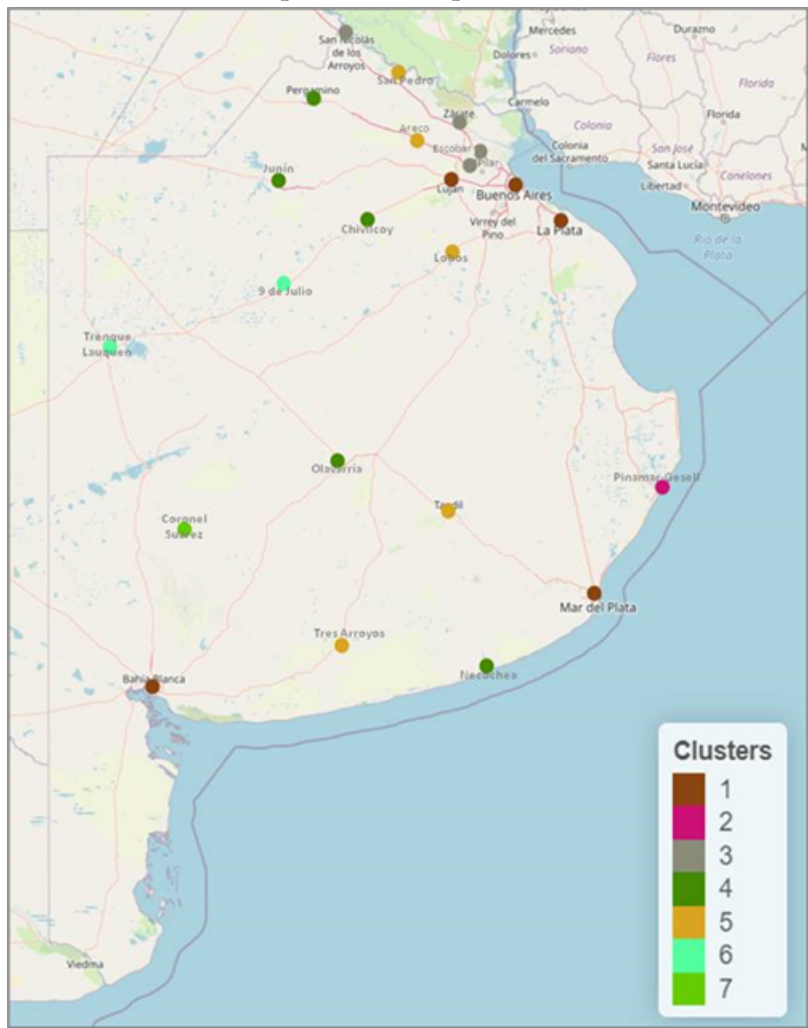 Mercedes
Durazno
San Nicolás
de los
Arroyos
Soriano
Dolores
Flores
San Pedro
Florida
Pergamino
Carmelo
Zárate
Florida
Areco
Colonia
Escobar
Colonia
del Sacramento
San José
Pilar
Santa Lucía
Canelones
Junín
Luján
Buenos Aires
Libertad
Montevideo
Chivilcoy
Virrey del
Pino
La Plata
Río de la
Plata
Lobos
9 de Julio
Trenque
Lauquen
Olavarría
Pinamar-Gesell
Tandil
Coronel
Suárez
Mar del Plata
Tres Arroyos
Necochea
Bahía Blanca
Clusters
1
2
3
4
5
6
7
Viedma